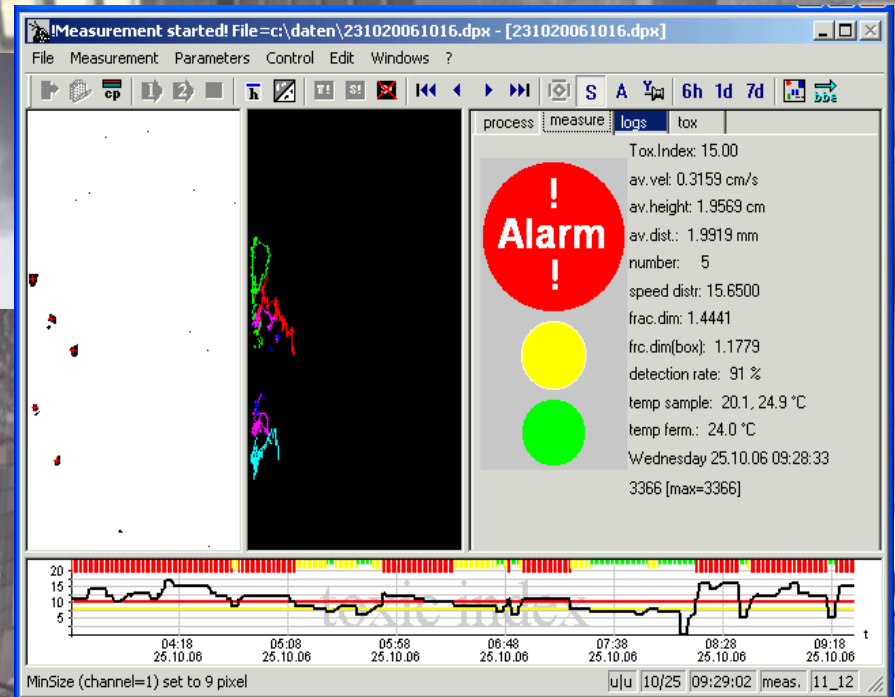 !Measurement started! File=c:\daten\231020061016.dpx - [231020061016.dpx]
File Measurement Parameters Control Edit Windows ?
cp 1 2 h T! S! S A Y 6h 1d 7d bbe
process measure logs tox
Tox.Index: 15.00
! Alarm !
av.vel: 0.3159 cm/s
av.height: 1.9569 cm
av.dist.: 1.9919 mm
number: 5
speed distr: 15.6500
frac.dim: 1.4441
frc.dim(box): 1.1779
detection rate: 91 %
temp sample: 20.1, 24.9 °C
temp ferm.: 24.0 °C
Wednesday 25.10.06 09:28:33
3366 [max=3366]
20
15
10
5
toxic index
t
04:18 05:08 05:58 06:48 07:38 08:28 09:18
25.10.06 25.10.06 25.10.06 25.10.06 25.10.06 25.10.06 25.10.06
MinSize (channel=1) set to 9 pixel u|u 10/25 09:29:02 meas. 11_12